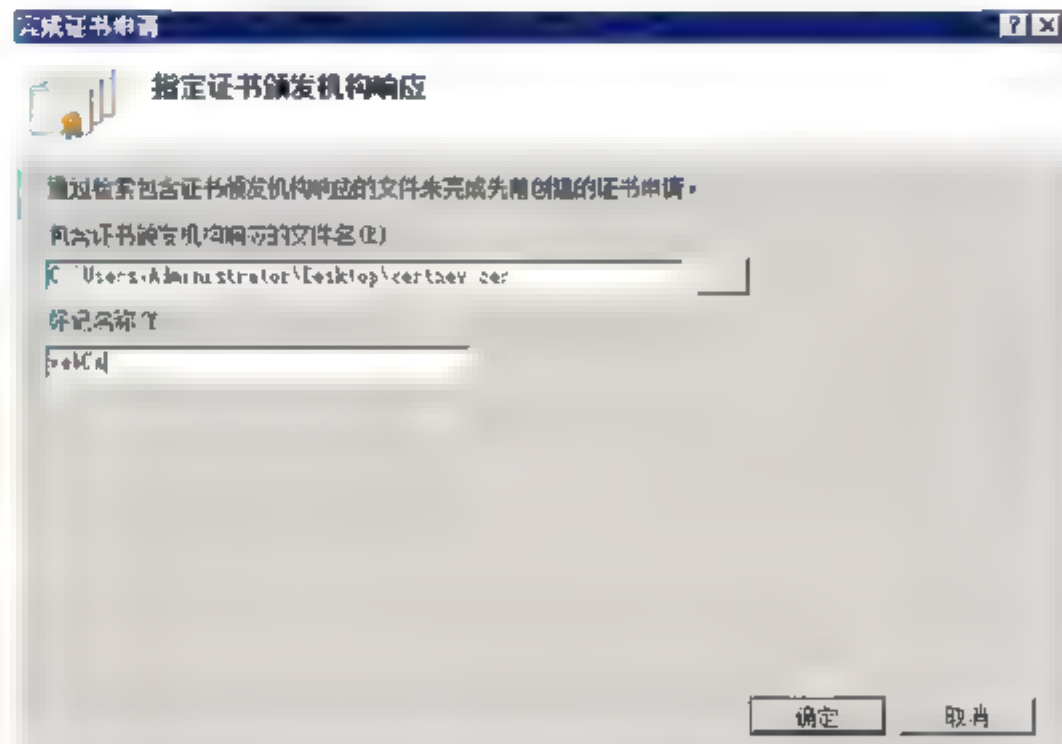 完成证书申请
指定证书颁发机构响应
通过检索包含证书颁发机构响应的文件来完成先前创建的证书申请。
包含证书颁发机构响应的文件名(R)
C:\Users\Administrator\Desktop\
好记名称(Y)
确定
取消